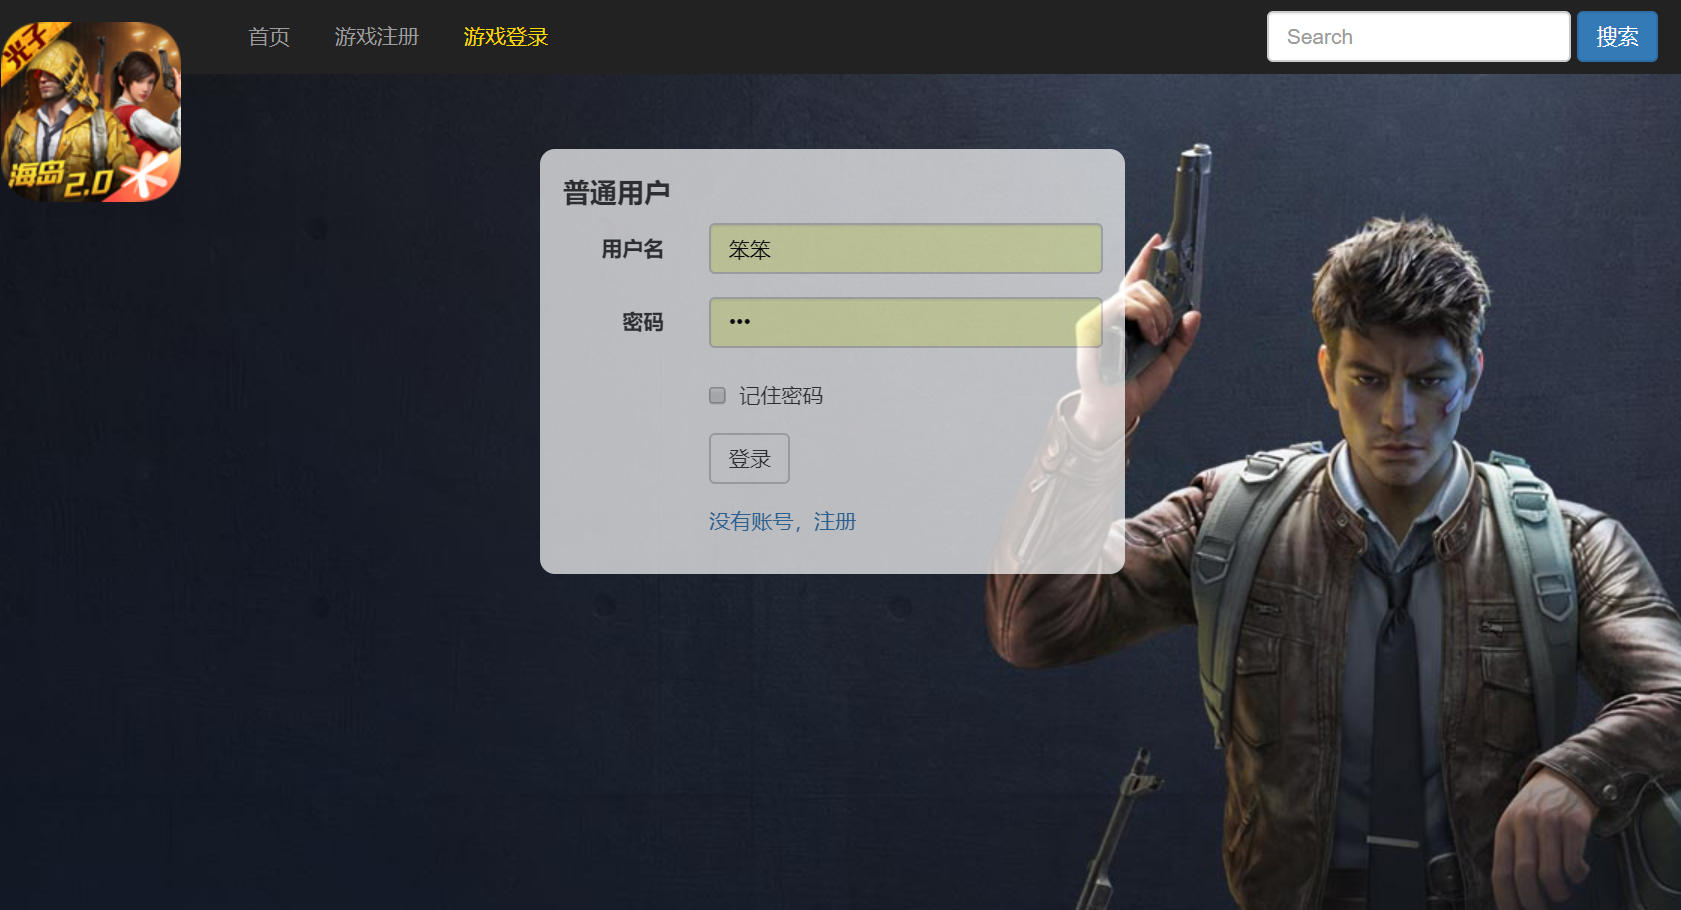 首页 游戏注册 游戏登录 Search 搜索
光子
海岛2.0
普通用户
用户名 笨笨
密码 •••
记住密码
登录
没有账号，注册